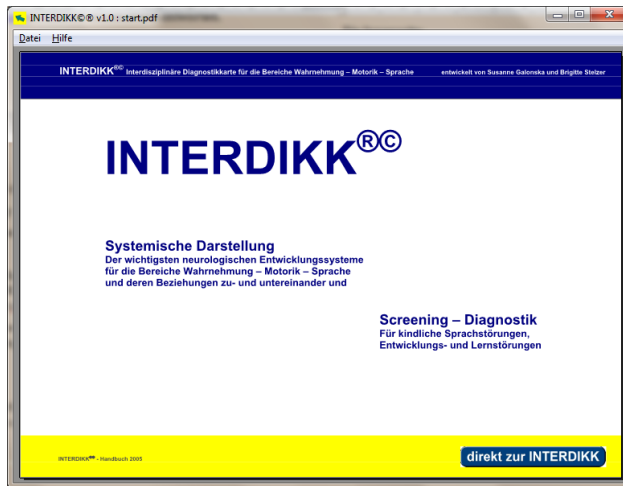 INTERDIKK©® v1.0 : start.pdf
Datei Hilfe
INTERDIKK®© Interdisziplinäre Diagnostikkarte für die Bereiche Wahrnehmung – Motorik – Sprache entwickelt von Susanne Galonska und Brigitte Stelzer
INTERDIKK®©
Systemische Darstellung
Der wichtigsten neurologischen Entwicklungssysteme
für die Bereiche Wahrnehmung – Motorik – Sprache
und deren Beziehungen zu- und untereinander und
Screening – Diagnostik
Für kindliche Sprachstörungen,
Entwicklungs- und Lernstörungen
INTERDIKK®© - Handbuch 2005
direkt zur INTERDIKK